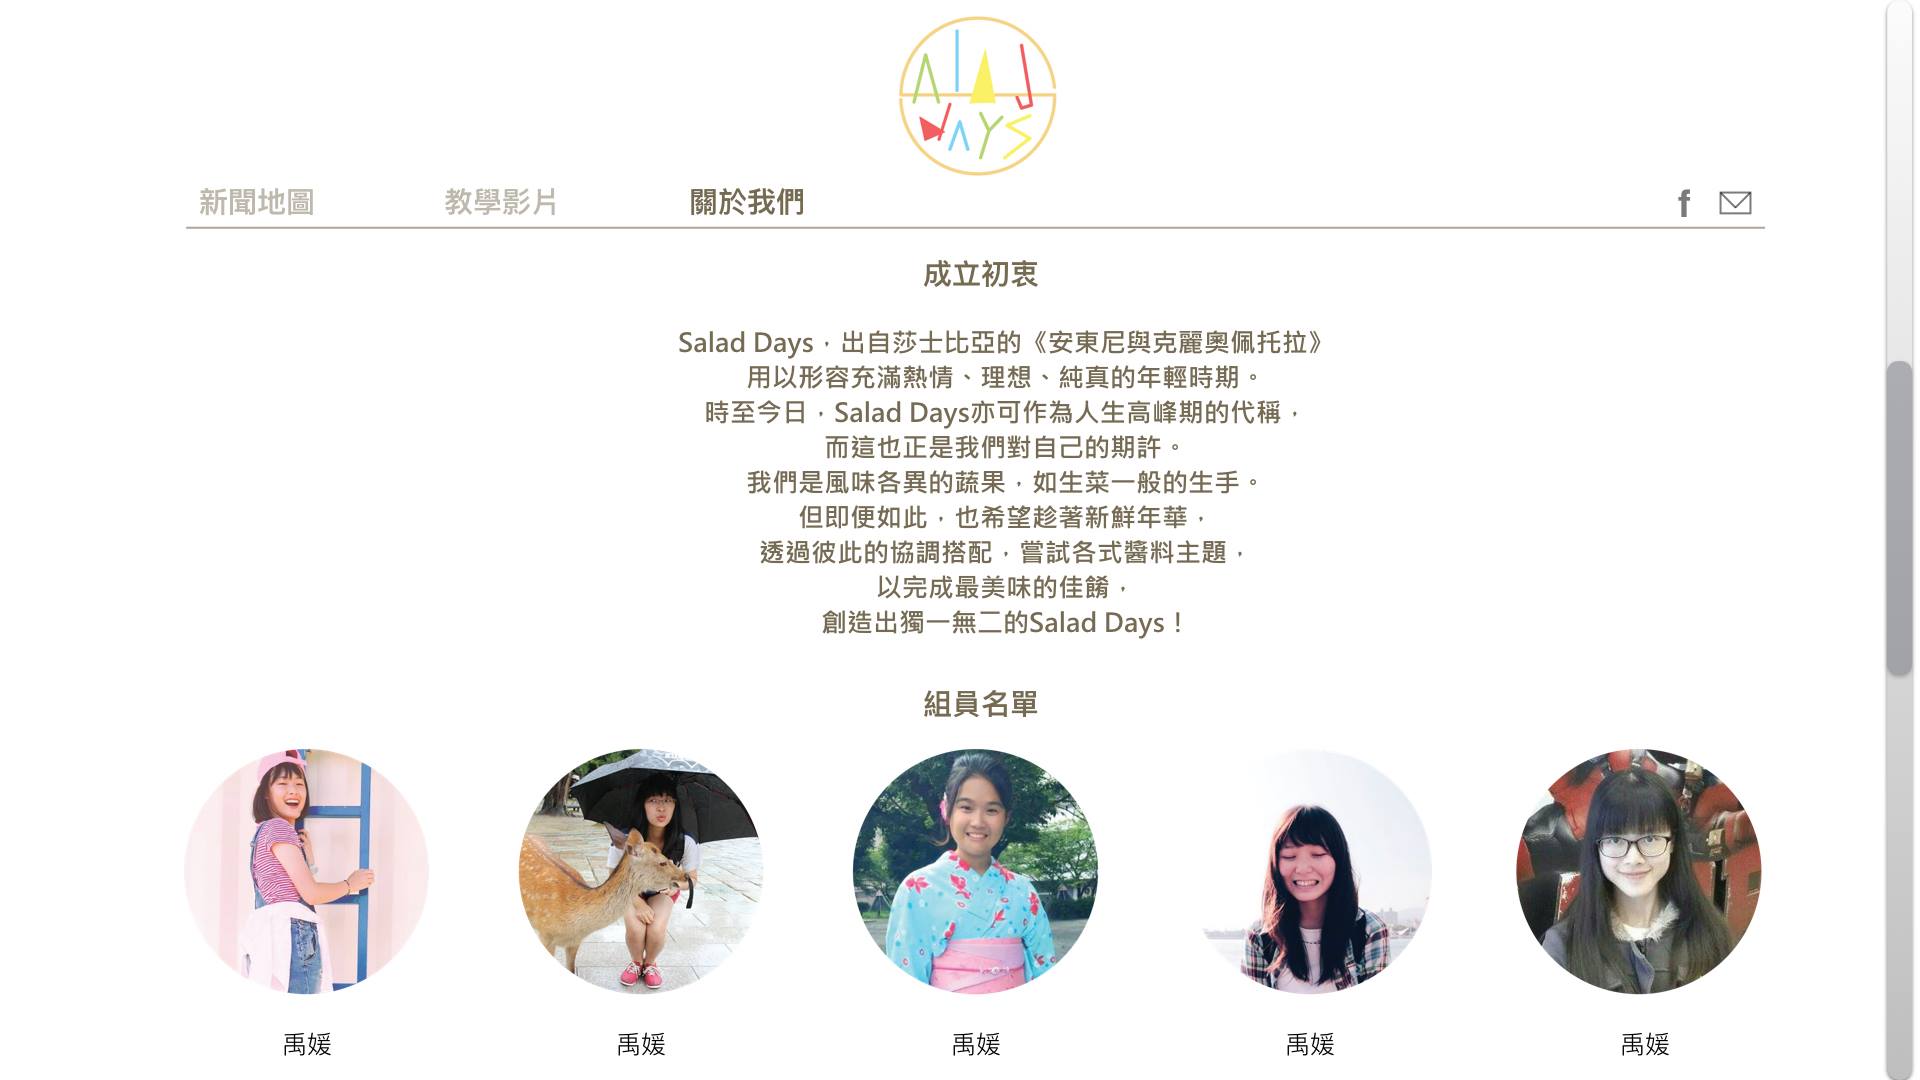 Alad
DAYS
新聞地圖
教學影片
關於我們
f
成立初衷
Salad Days，出自莎士比亞的《安東尼與克麗奧佩托拉》
用以形容充滿熱情、理想、純真的年輕時期。
時至今日，Salad Days亦可作為人生高峰期的代稱，
而這也正是我們對自己的期許。
我們是風味各異的蔬果，如生菜一般的生手。
但即便如此，也希望趁著新鮮年華，
透過彼此的協調搭配，嘗試各式醬料主題，
以完成最美味的佳餚，
創造出獨一無二的Salad Days！
組員名單
禹媛
禹媛
禹媛
禹媛
禹媛